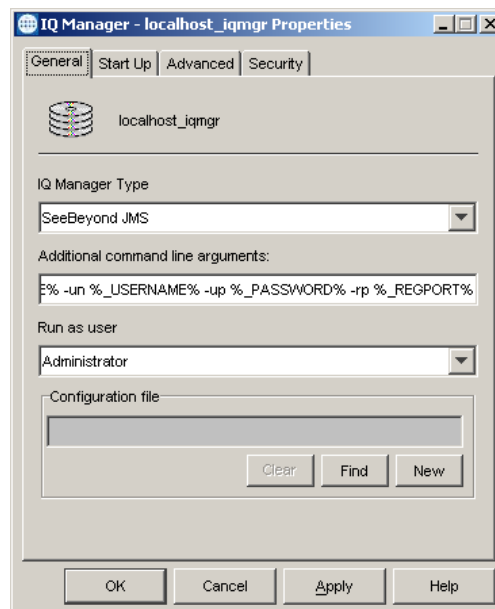 IQ Manager - localhost_iqmgr Properties
General Start Up Advanced Security
localhost_iqmgr
IQ Manager Type
SeeBeyond JMS
Additional command line arguments:
E% -un %_USERNAME% -up %_PASSWORD% -rp %_REGPORT%
Run as user
Administrator
Configuration file
Clear Find New
OK Cancel Apply Help